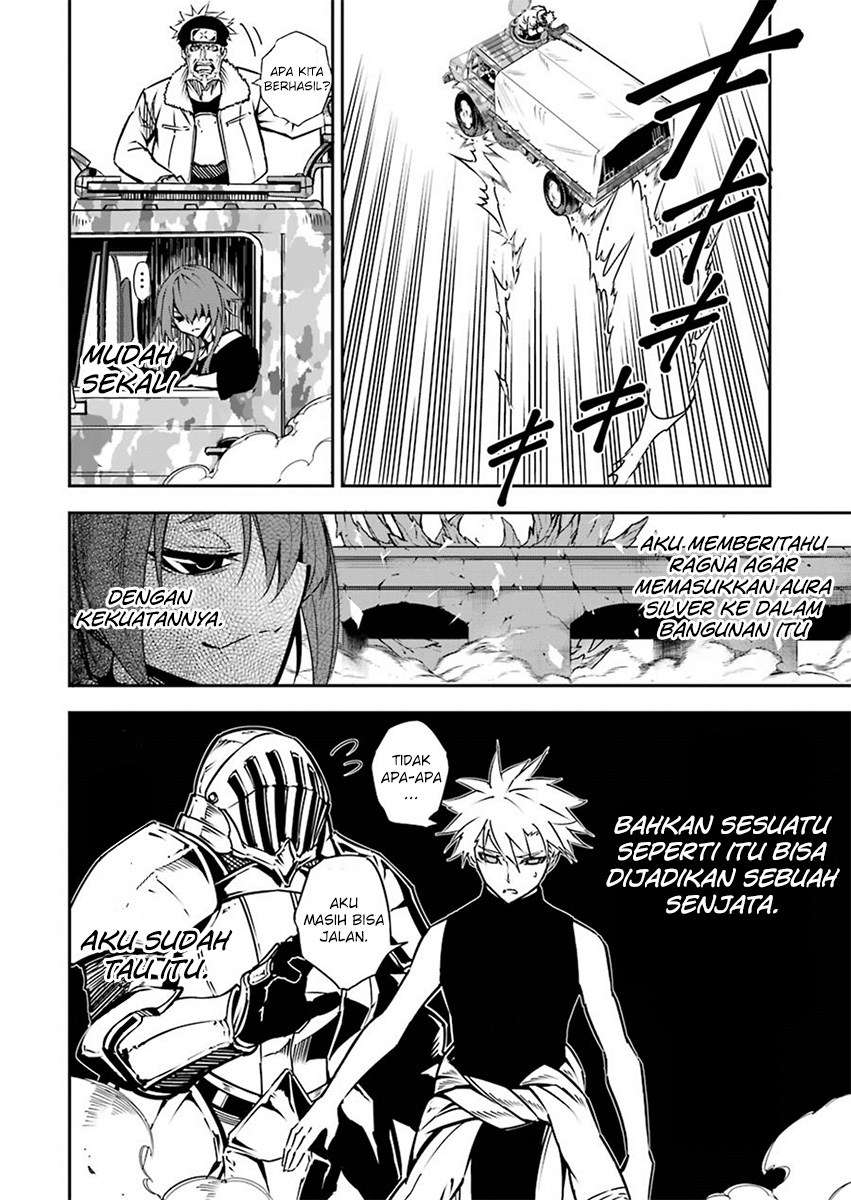 APA KITA
BERHASIL?
...
MUDAH
SEKALI
AKU MEMBERITAHU
RAGNA AGAR
MEMASUKKAN AURA
SILVER KE DALAM
BANGUNAN ITU
DENGAN
KEKUATANNYA.
TIDAK
APA-APA
...
BAHKAN SESUATU
SEPERTI ITU BISA
DIJADIKAN SEBUAH
SENJATA.
AKU
MASIH BISA
JALAN.
AKU SUDAH
TAU ITU.